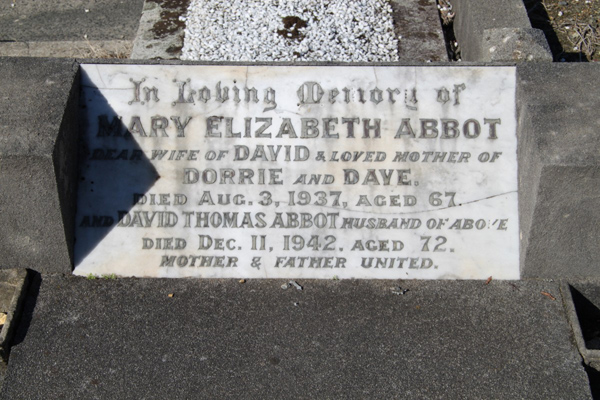 In Loving Memory of
MARY ELIZABETH ABBOT
DEAR WIFE OF DAVID & LOVED MOTHER OF
DORRIE AND DAVE.
DIED AUG. 3, 1937, AGED 67.
AND DAVID THOMAS ABBOT HUSBAND OF ABOVE
DIED DEC. 11, 1942. AGED 72.
MOTHER & FATHER UNITED.